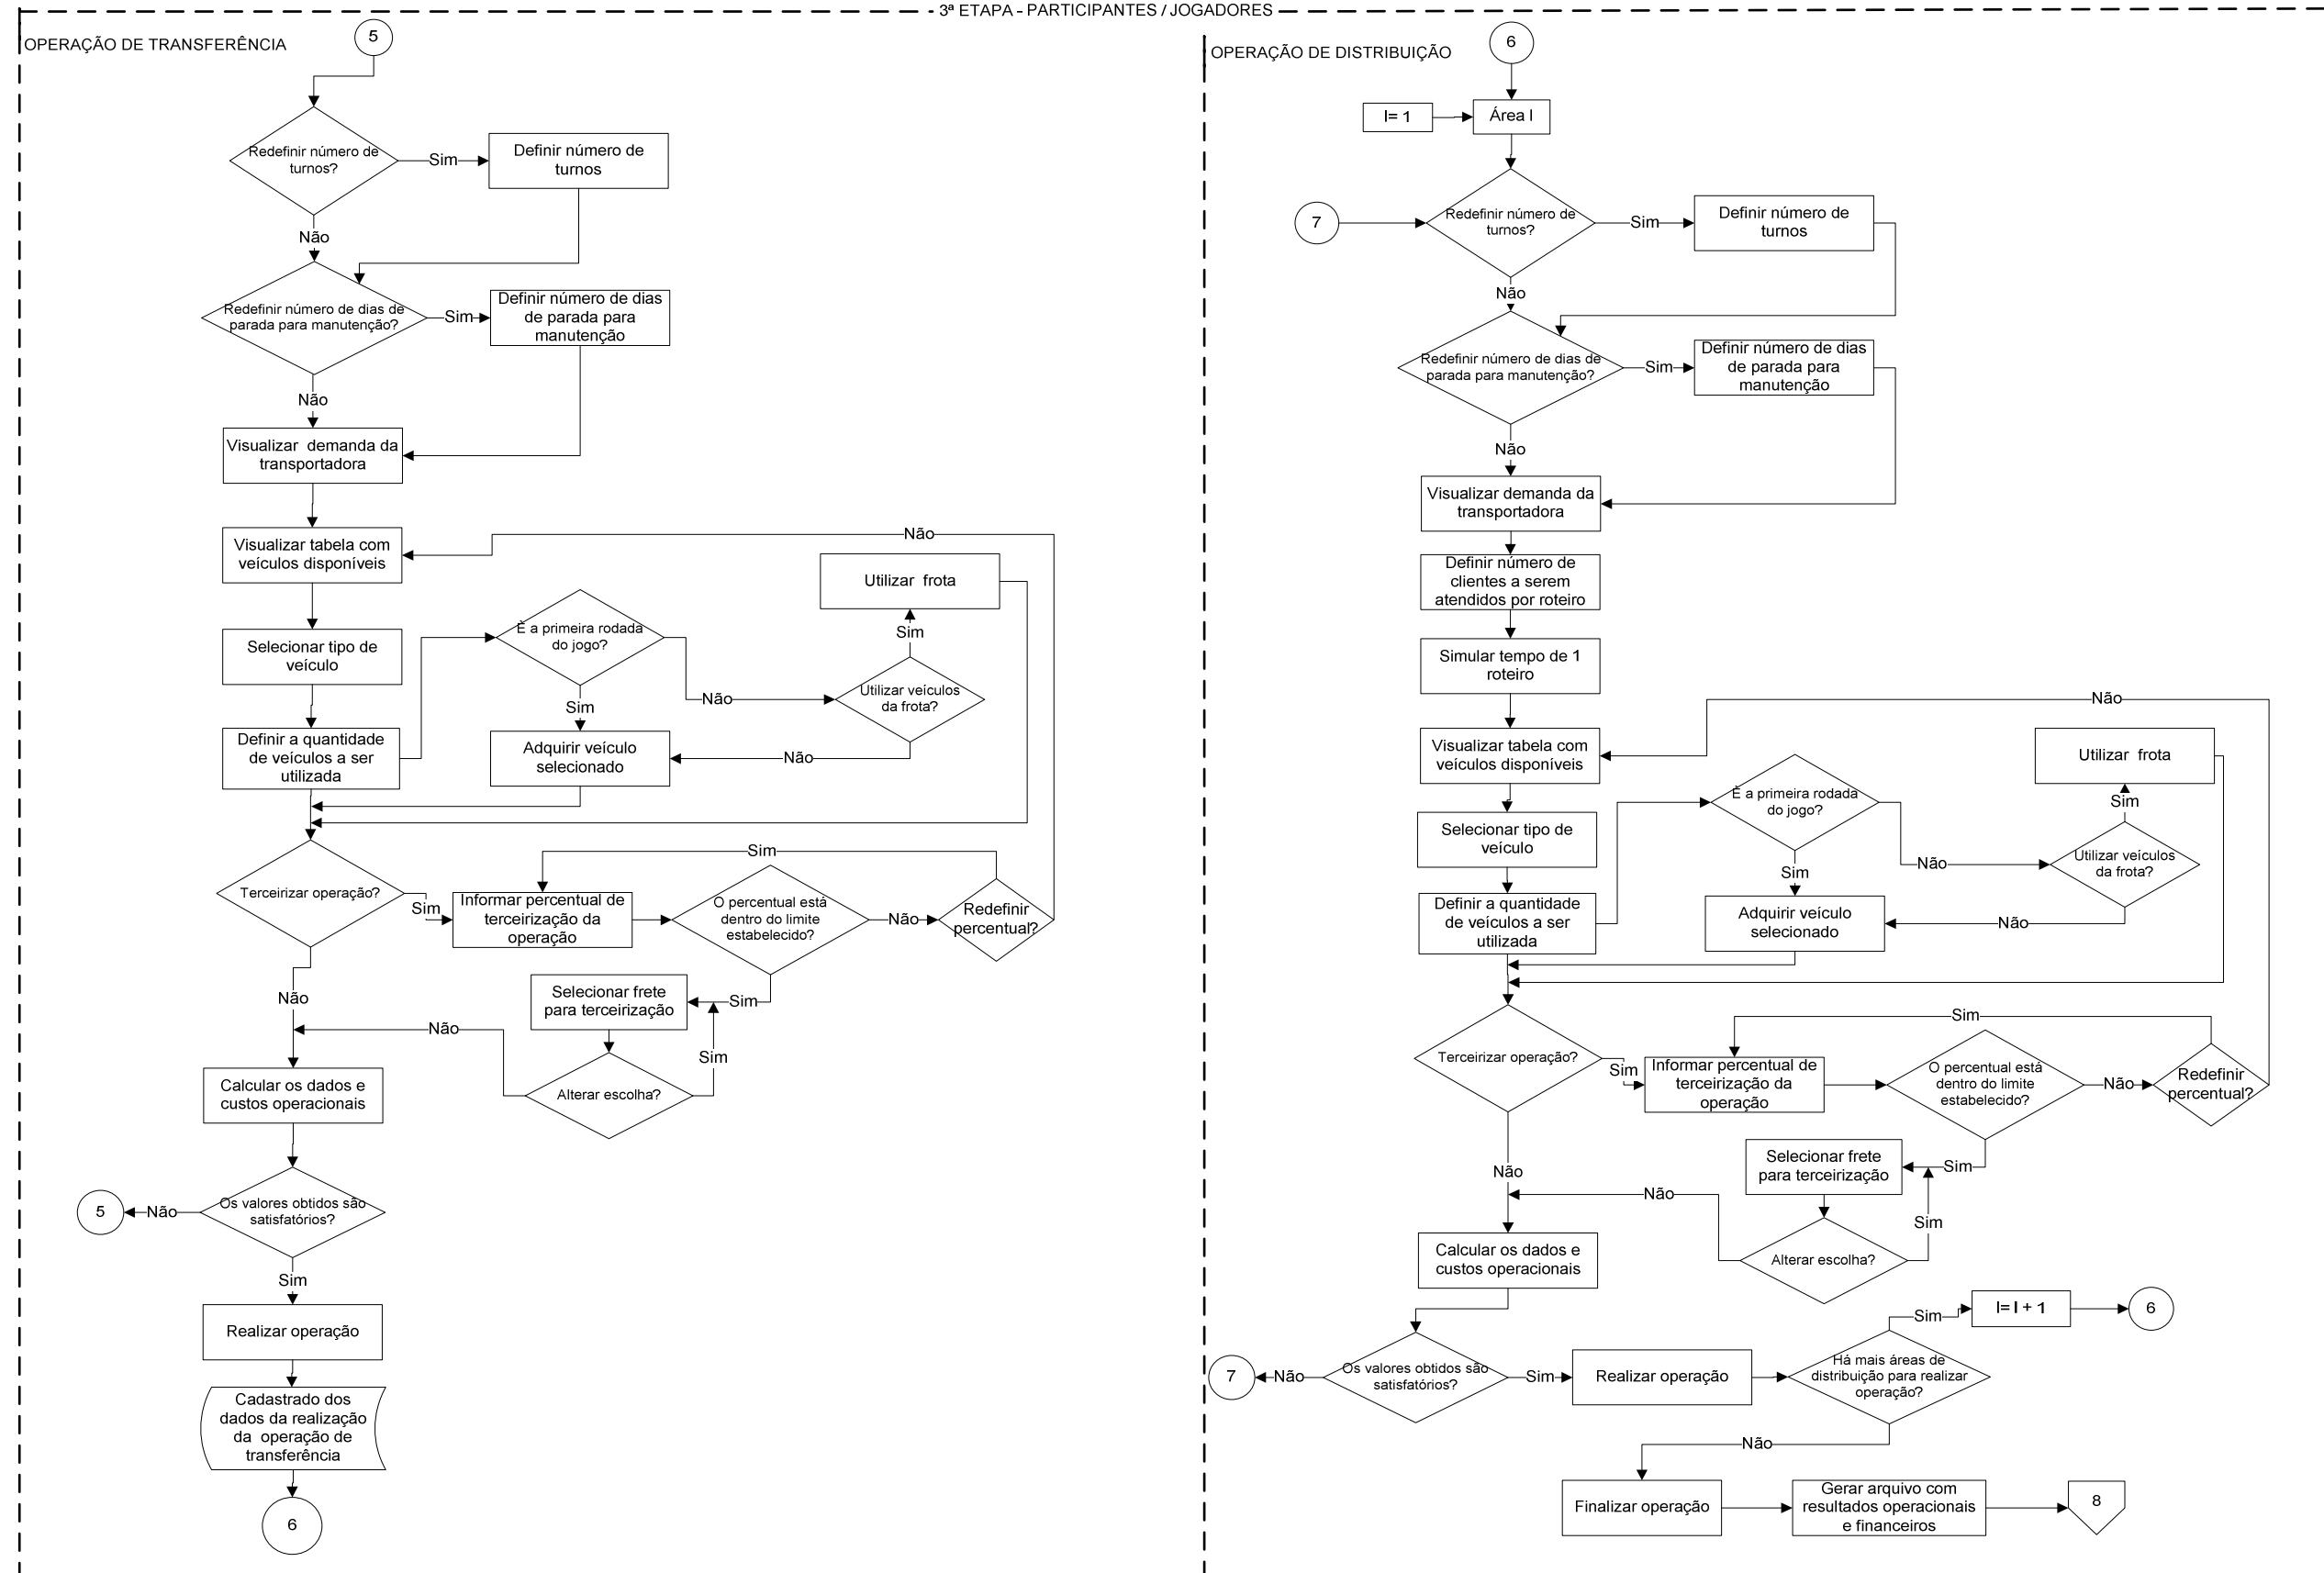 3ª ETAPA - PARTICIPANTES / JOGADORES
OPERAÇÃO DE TRANSFERÊNCIA
5
Redefinir número de
turnos?
Sim
Definir número de
turnos
Não
Redefinir número de dias de
parada para manutenção?
Sim
Definir número de dias
de parada para
manutenção
Não
Visualizar demanda da
transportadora
Visualizar tabela com
veículos disponíveis
Não
Utilizar frota
Sim
Selecionar tipo de
veículo
È a primeira rodada
do jogo?
Não
Utilizar veículos
da frota?
Sim
Definir a quantidade
de veículos a ser
utilizada
Adquirir veículo
selecionado
Não
Terceirizar operação?
Sim
Informar percentual de
terceirização da
operação
Sim
O percentual está
dentro do limite
estabelecido?
Não
Redefinir
percentual?
Não
Selecionar frete
para terceirização
Sim
Não
Sim
Alterar escolha?
Calcular os dados e
custos operacionais
Os valores obtidos são
satisfatórios?
Não
5
Sim
Realizar operação
Cadastrado dos
dados da realização
da operação de
transferência
6
OPERAÇÃO DE DISTRIBUIÇÃO
6
I= 1
Área I
7
Redefinir número de
turnos?
Sim
Definir número de
turnos
Não
Redefinir número de dias de
parada para manutenção?
Sim
Definir número de dias
de parada para
manutenção
Não
Visualizar demanda da
transportadora
Definir número de
clientes a serem
atendidos por roteiro
Simular tempo de 1
roteiro
Não
Visualizar tabela com
veículos disponíveis
Utilizar frota
Sim
Selecionar tipo de
veículo
È a primeira rodada
do jogo?
Não
Utilizar veículos
da frota?
Sim
Definir a quantidade
de veículos a ser
utilizada
Adquirir veículo
selecionado
Não
Terceirizar operação?
Sim
Informar percentual de
terceirização da
operação
Sim
O percentual está
dentro do limite
estabelecido?
Não
Redefinir
percentual?
Não
Selecionar frete
para terceirização
Sim
Não
Sim
Alterar escolha?
Calcular os dados e
custos operacionais
Os valores obtidos são
satisfatórios?
Não
7
Sim
Realizar operação
Há mais áreas de
distribuição para realizar
operação?
Sim
I= I + 1
6
Não
Finalizar operação
Gerar arquivo com
resultados operacionais
e financeiros
8